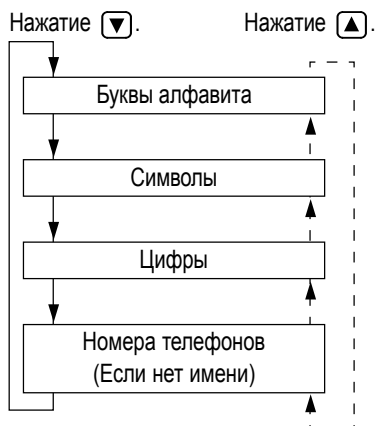 Нажатие ▼. Нажатие ▲.
Буквы алфавита
Символы
Цифры
Номера телефонов
(Если нет имени)